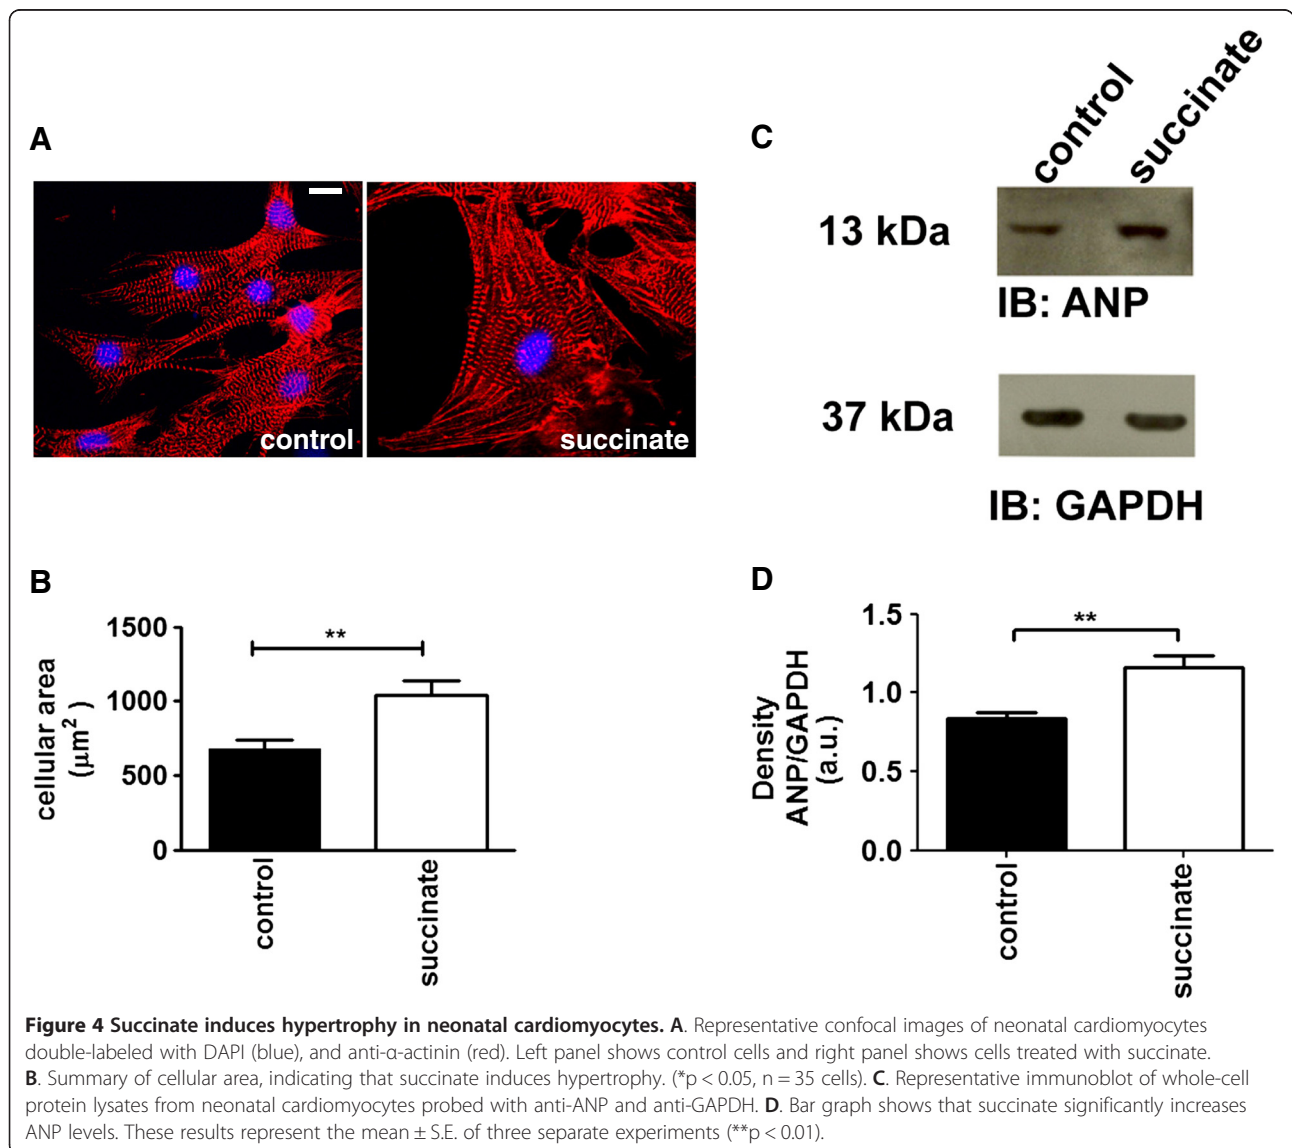 A
control
succinate
B
1500
1000
500
0
cellular area
(μm²)
**
control
succinate
C
control
succinate
13 kDa
IB: ANP
37 kDa
IB: GAPDH
D
1.5
1.0
0.5
0.0
Density
ANP/GAPDH
(a.u.)
**
control
succinate
Figure 4 Succinate induces hypertrophy in neonatal cardiomyocytes. A. Representative confocal images of neonatal cardiomyocytes
double-labeled with DAPI (blue), and anti-α-actinin (red). Left panel shows control cells and right panel shows cells treated with succinate.
B. Summary of cellular area, indicating that succinate induces hypertrophy. (*p < 0.05, n = 35 cells). C. Representative immunoblot of whole-cell
protein lysates from neonatal cardiomyocytes probed with anti-ANP and anti-GAPDH. D. Bar graph shows that succinate significantly increases
ANP levels. These results represent the mean ± S.E. of three separate experiments (**p < 0.01).